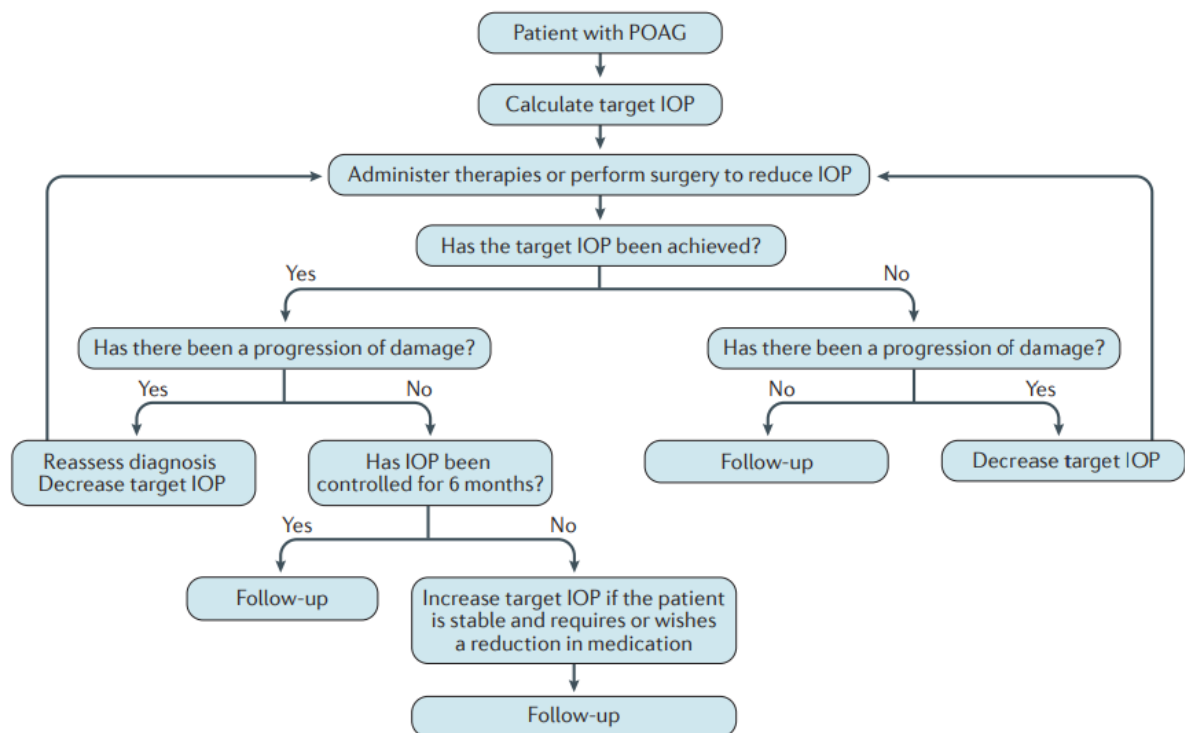 Patient with POAG
Calculate target IOP
Administer therapies or perform surgery to reduce IOP
Has the target IOP been achieved?
Yes
No
Has there been a progression of damage?
Has there been a progression of damage?
Yes
No
No
Yes
Reassess diagnosis
Decrease target IOP
Has IOP been
controlled for 6 months?
Follow-up
Decrease target IOP
Yes
No
Follow-up
Increase target IOP if the patient
is stable and requires or wishes
a reduction in medication
Follow-up